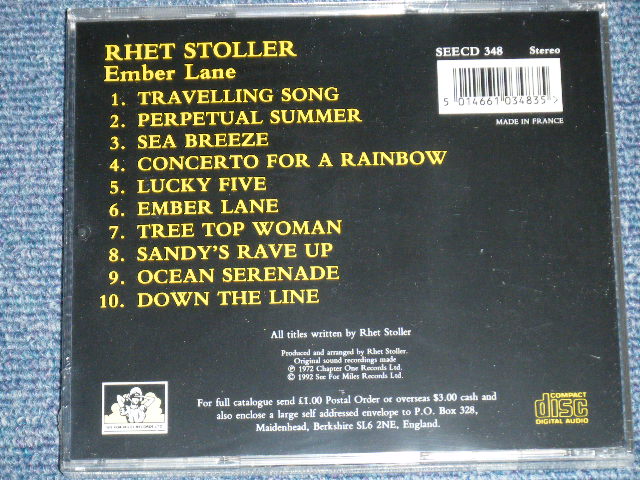 RHET STOLLER
Ember Lane
SEECD 348 Stereo
5 014661 034835 >
MADE IN FRANCE
1. TRAVELLING SONG
2. PERPETUAL SUMMER
3. SEA BREEZE
4. CONCERTO FOR A RAINBOW
5. LUCKY FIVE
6. EMBER LANE
7. TREE TOP WOMAN
8. SANDY'S RAVE UP
9. OCEAN SERENADE
10. DOWN THE LINE
All titles written by Rhet Stoller
Produced and arranged by Rhet Stoller.
Original sound recordings made
℗ 1972 Chapter One Records Ltd.
© 1992 See For Miles Records Ltd.
For full catalogue send £1.00 Postal Order or overseas $3.00 cash and
also enclose a large self addressed envelope to P.O. Box 328,
Maidenhead, Berkshire SL6 2NE, England.
SEE FOR MILES RECORDS LTD.
COMPACT
disc
DIGITAL AUDIO